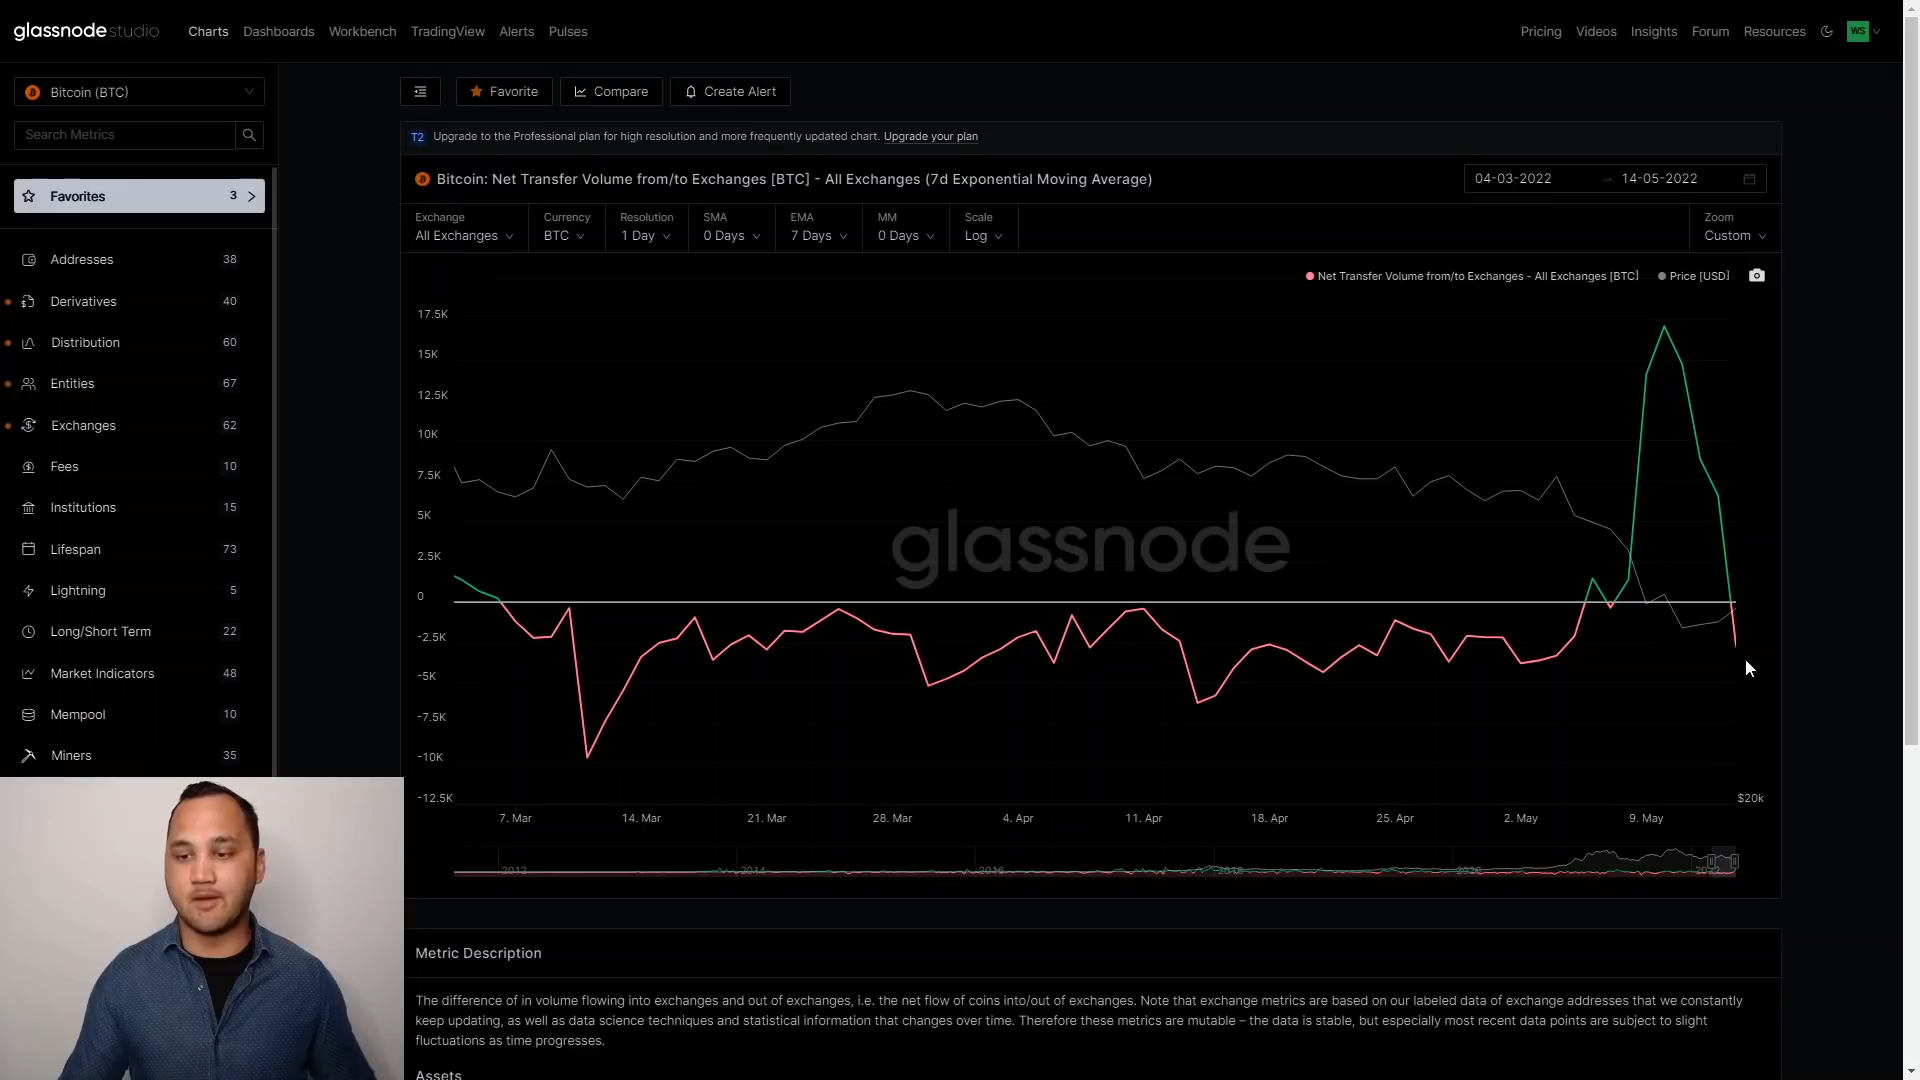 glassnodestudio
Charts Dashboards Workbench TradingView Alerts Pulses
Pricing Videos Insights Forum Resources WS
Bitcoin (BTC)
Search Metrics
Favorites 3
Addresses 38
Derivatives 40
Distribution 60
Entities 67
Exchanges 62
Fees 10
Institutions 15
Lifespan 73
Lightning 5
Long/Short Term 22
Market Indicators 48
Mempool 10
Miners 35
Favorite Compare Create Alert
T2 Upgrade to the Professional plan for high resolution and more frequently updated chart. Upgrade your plan
Bitcoin: Net Transfer Volume from/to Exchanges [BTC] - All Exchanges (7d Exponential Moving Average)
04-03-2022 → 14-05-2022
Exchange Currency Resolution SMA EMA MM Scale Zoom
All Exchanges BTC 1 Day 0 Days 7 Days 0 Days Log Custom
Net Transfer Volume from/to Exchanges - All Exchanges [BTC] Price [USD]
17.5K
15K
12.5K
10K
7.5K
5K
2.5K
0
-2.5K
-5K
-7.5K
-10K
-12.5K
$20k
glassnode
7. Mar 14. Mar 21. Mar 28. Mar 4. Apr 11. Apr 18. Apr 25. Apr 2. May 9. May
2012 2014 2016 2018 2020 2022
Metric Description
The difference of in volume flowing into exchanges and out of exchanges, i.e. the net flow of coins into/out of exchanges. Note that exchange metrics are based on our labeled data of exchange addresses that we constantly
keep updating, as well as data science techniques and statistical information that changes over time. Therefore these metrics are mutable – the data is stable, but especially most recent data points are subject to slight
fluctuations as time progresses.
Assets